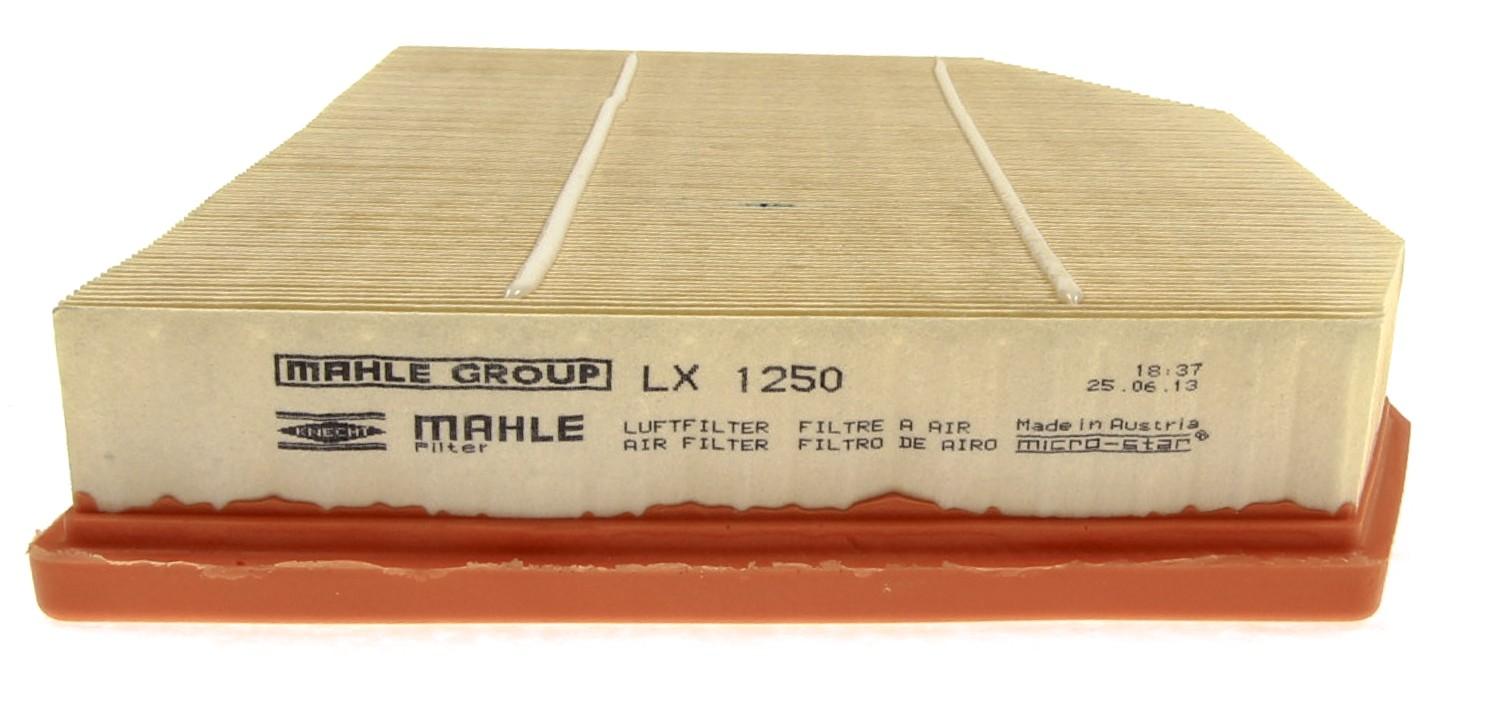 MAHLE GROUP LX 1250
18:37
25.06.13
KNECHT MAHLE
Filter
LUFTFILTER FILTRE A AIR
AIR FILTER FILTRO DE AIRO
Made in Austria
micro-star®